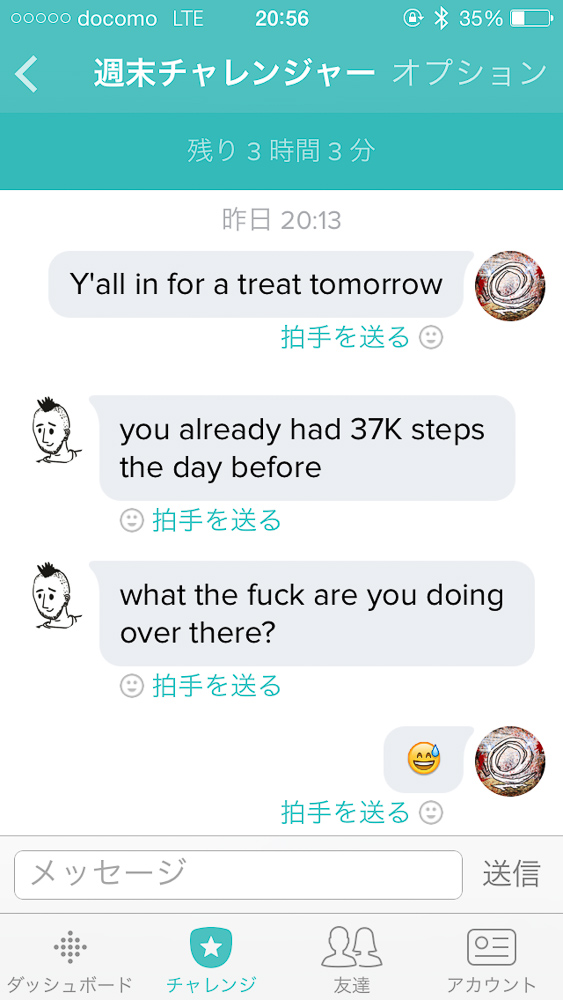 docomo LTE 20:56 35%
週末チャレンジャー オプション
残り 3 時間 3 分
昨日 20:13
Y'all in for a treat tomorrow
拍手を送る
you already had 37K steps
the day before
拍手を送る
what the fuck are you doing
over there?
拍手を送る
😅
拍手を送る
メッセージ 送信
ダッシュボード チャレンジ 友達 アカウント